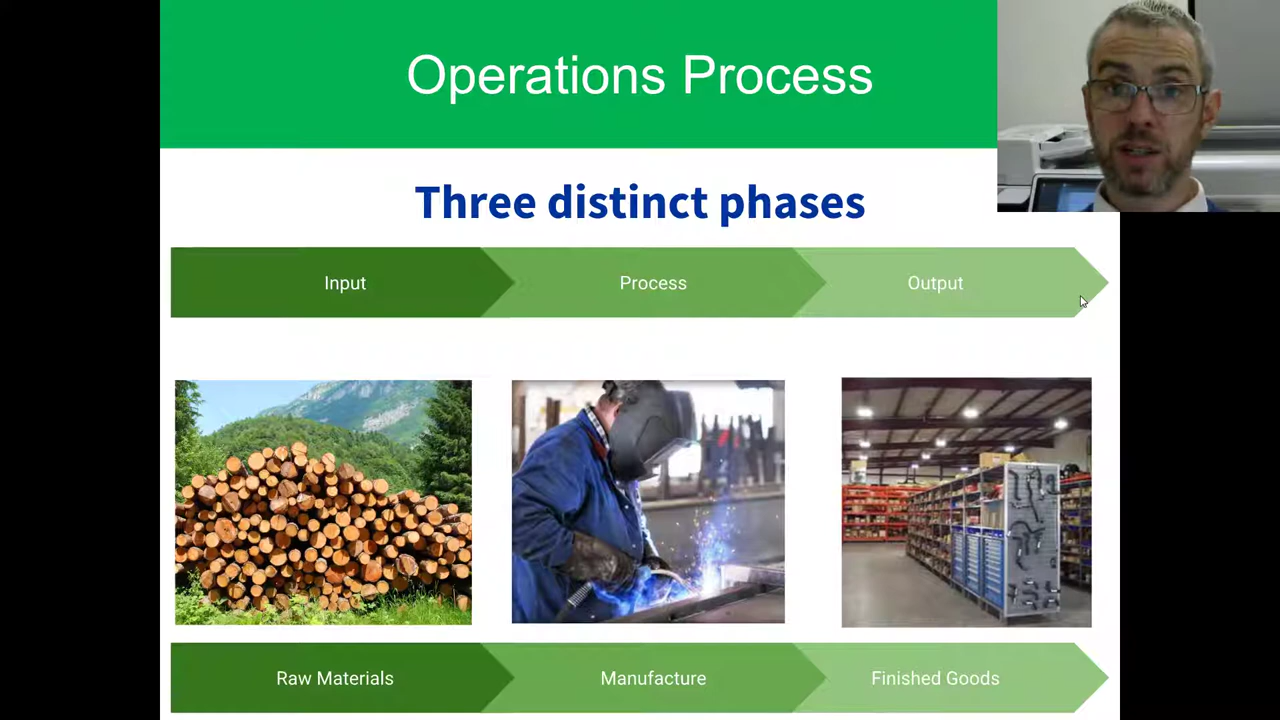 Operations Process
Three distinct phases
Input
Process
Output
Raw Materials
Manufacture
Finished Goods